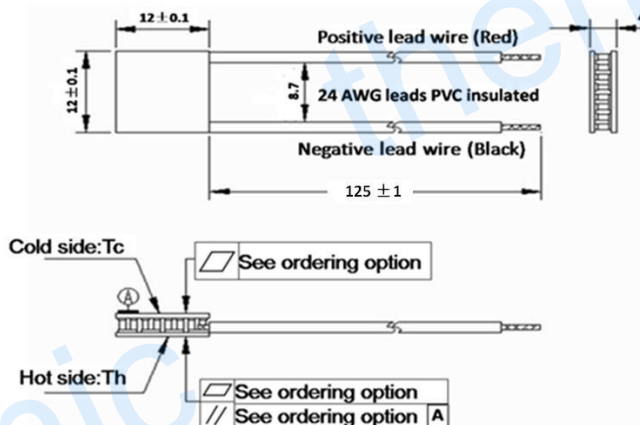 12±0.1
Positive lead wire (Red)
12±0.1
8.7
24 AWG leads PVC insulated
Negative lead wire (Black)
125 ±1
Cold side:Tc
See ordering option
A
Hot side:Th
See ordering option
// See ordering option A